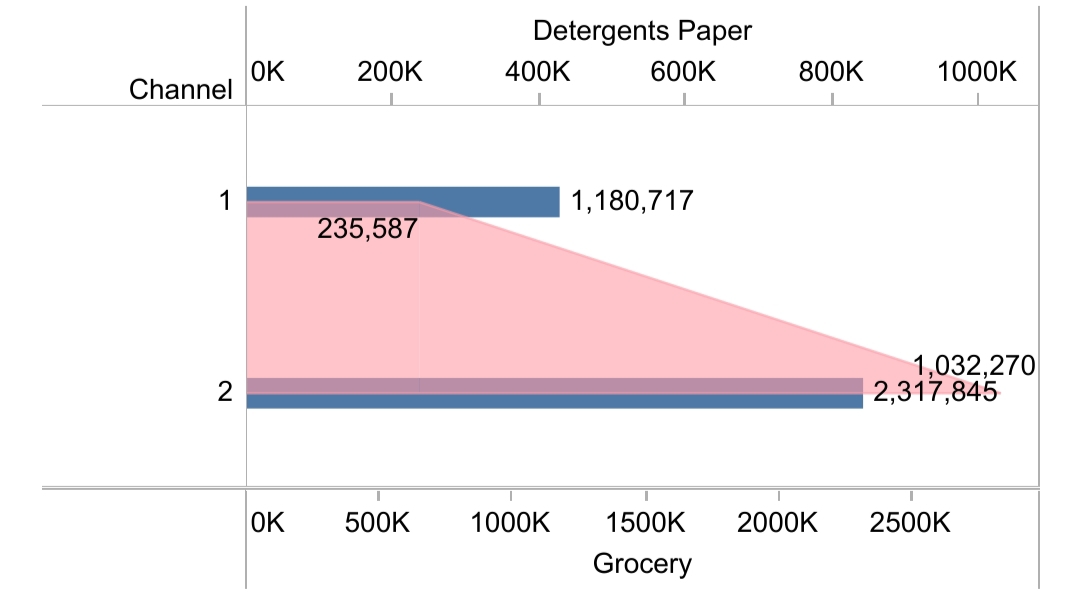 Detergents Paper
Channel 0K 200K 400K 600K 800K 1000K
1 1,180,717
235,587
1,032,270
2 2,317,845
0K 500K 1000K 1500K 2000K 2500K
Grocery